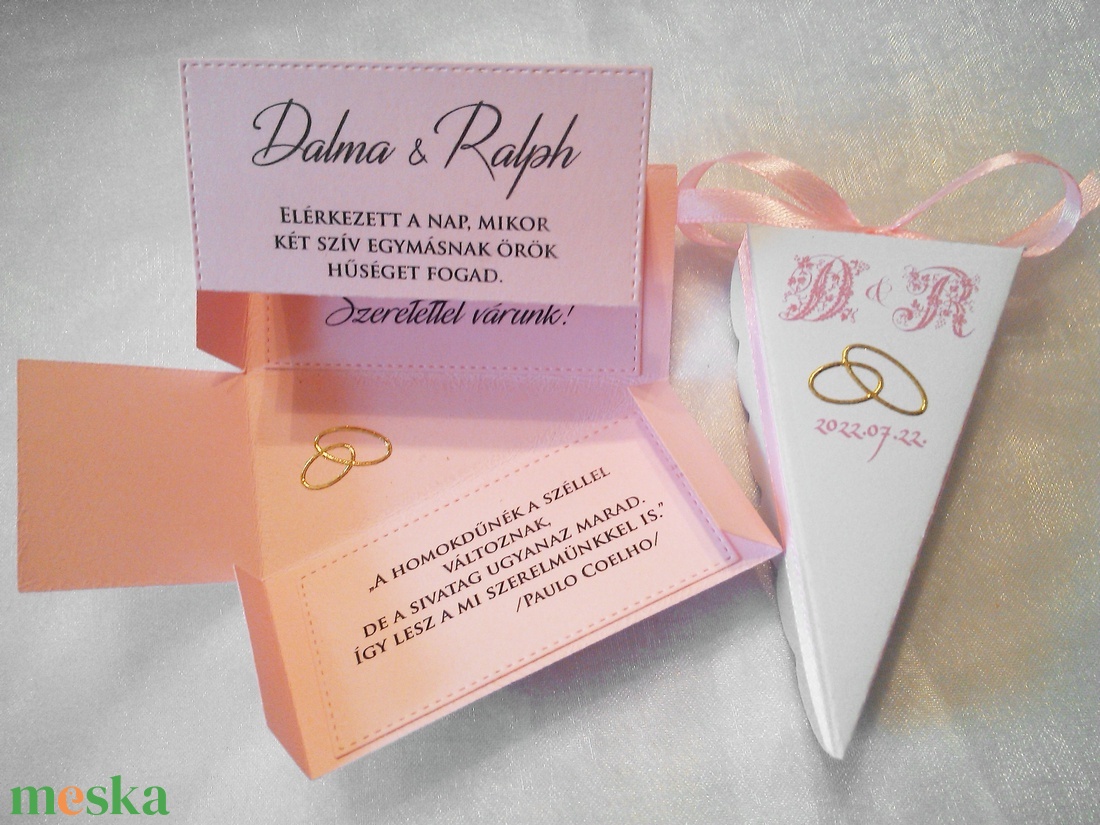 Dalma & Ralph
Elérkezett a nap, mikor
két szív egymásnak örök
hűséget fogad.
Szeretettel várunk!
„A homokdűnék a széllel
változnak,
de a sivatag ugyanaz marad.
Így lesz a mi szerelmünkkel is.”
/Paulo Coelho/
D & R
2022.07.22.
meska